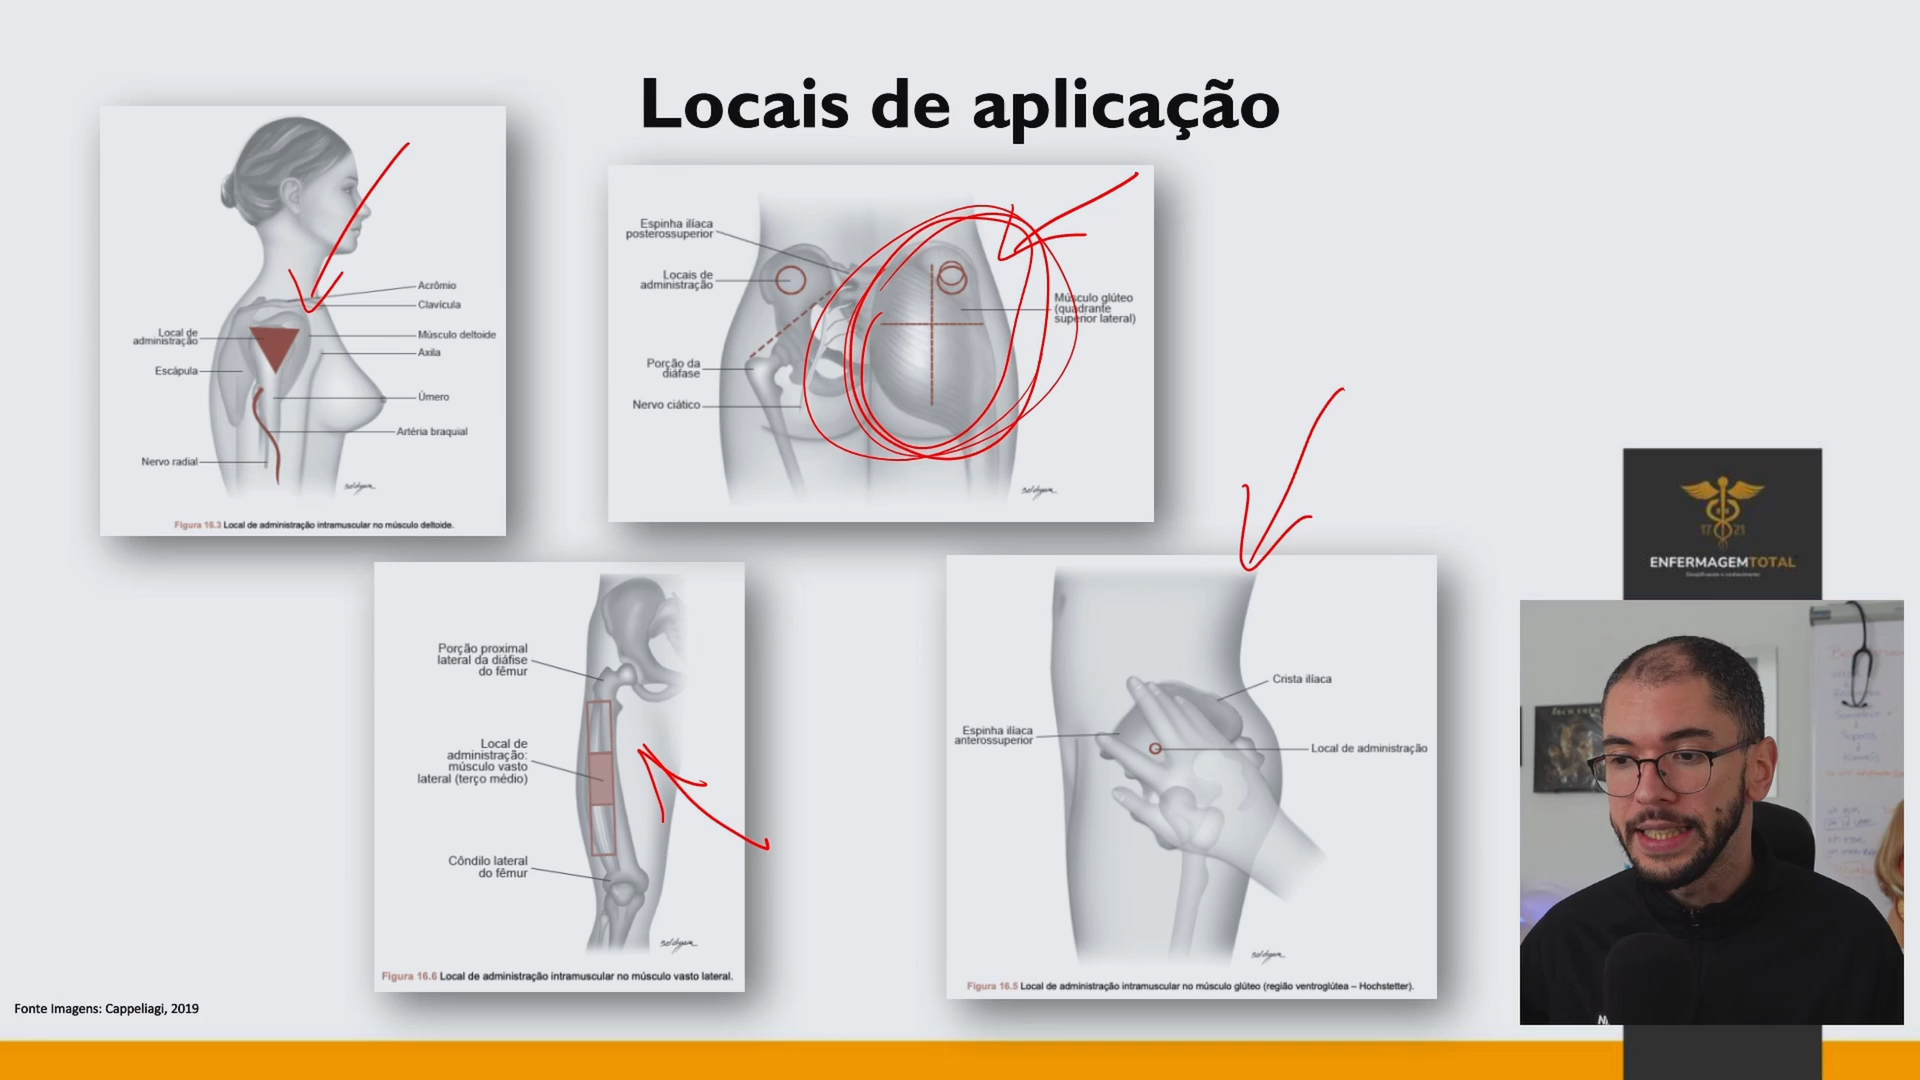 Locais de aplicação
Acrômio
Clavícula
Local de
administração
Músculo deltoide
Axila
Escápula
Úmero
Artéria braquial
Nervo radial
Figura 16.3 Local de administração intramuscular no músculo deltoide.
Espinha ilíaca
posterossuperior
Locais de
administração
Músculo glúteo
(quadrante
superior lateral)
Porção da
diáfase
Nervo ciático
Porção proximal
lateral da diáfise
do fêmur
Local de
administração:
músculo vasto
lateral (terço médio)
Côndilo lateral
do fêmur
Figura 16.6 Local de administração intramuscular no músculo vasto lateral.
Crista ilíaca
Espinha ilíaca
anterossuperior
Local de administração
Figura 16.5 Local de administração intramuscular no músculo glúteo (região ventroglútea – Hochstetter).
17 21
ENFERMAGEMTOTAL
Fonte Imagens: Cappeliagi, 2019